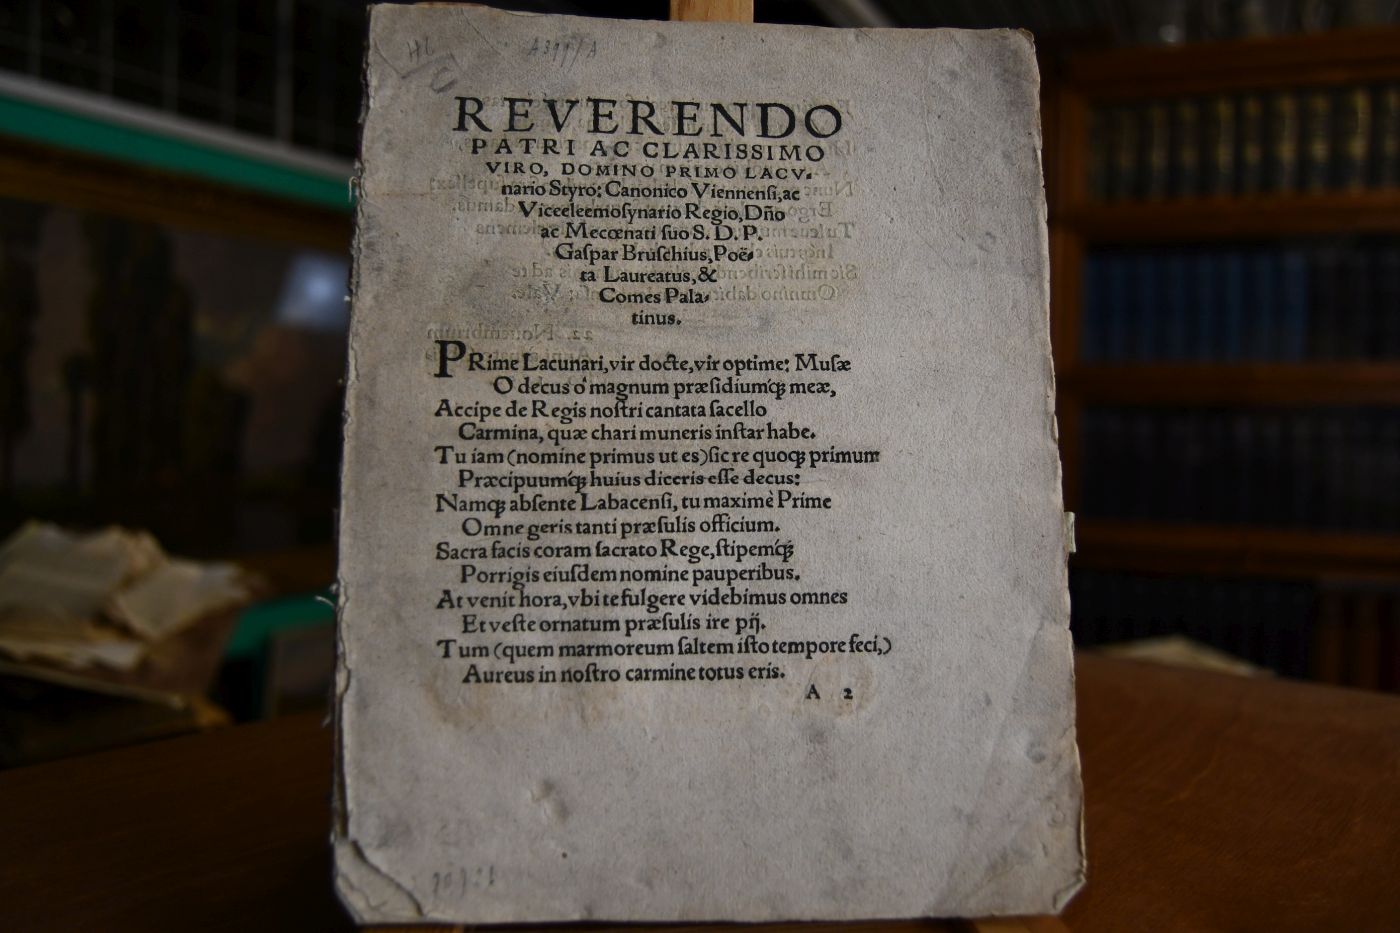 REVERENDO
PATRI AC CLARISSIMO
VIRO, DOMINO PRIMO LACV⸗
nario Styro: Canonico Viennenſi, ac
Viceeleemoſynario Regio, Dño
ac Mecœnati ſuo S. D. P.
Gaſpar Bruſchius, Poë⸗
ta Laureatus, &
Comes Pala⸗
tinus.
PRime Lacunari, vir docte, vir optime: Muſæ
O decus ô magnum præſidiumq́ꝫ meæ,
Accipe de Regis noſtri cantata ſacello
Carmina, quæ chari muneris inſtar habe.
Tu iam (nomine primus ut es) ſic re quoqꝫ primum
Præcipuumq́ꝫ huius diceris eſſe decus:
Namqꝫ abſente Labacenſi, tu maximè Prime
Omne geris tanti præſulis officium.
Sacra facis coram ſacrato Rege, ſtipemq́ꝫ
Porrigis eiuſdem nomine pauperibus.
At venit hora, vbi te fulgere videbimus omnes
Et veſte ornatum præſulis ire prij.
Tum (quem marmoreum ſaltem iſto tempore feci,)
Aureus in noſtro carmine totus eris.
A 2